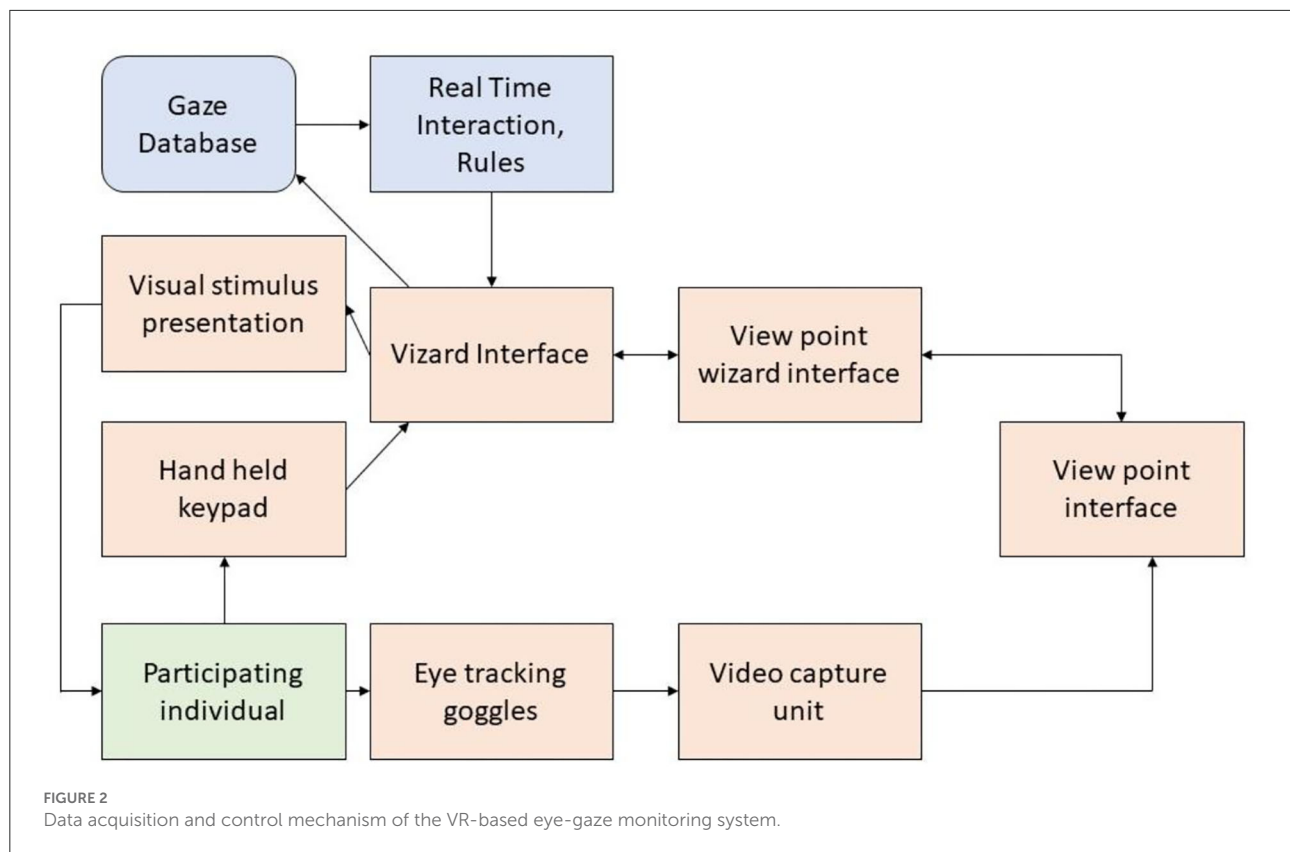 Gaze
Database
Real Time
Interaction,
Rules
Visual stimulus
presentation
Vizard Interface
View point
wizard interface
Hand held
keypad
View point
interface
Participating
individual
Eye tracking
goggles
Video capture
unit
FIGURE 2
Data acquisition and control mechanism of the VR-based eye-gaze monitoring system.